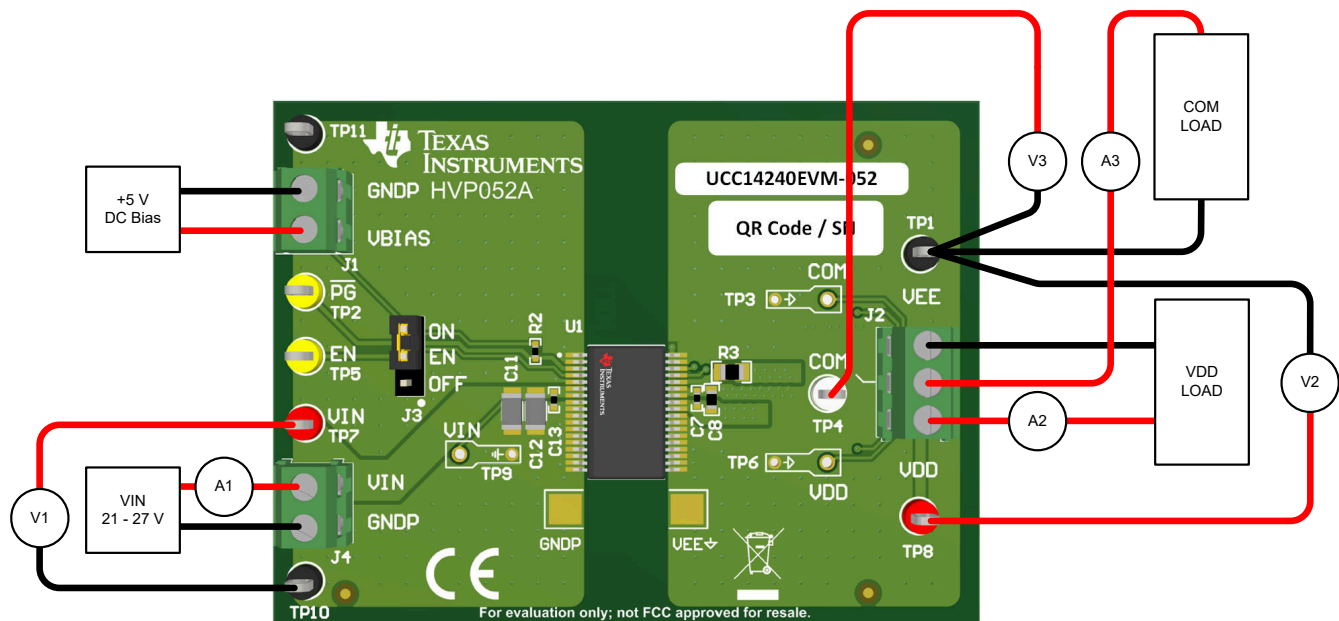 COM
LOAD
TP11
TEXAS
INSTRUMENTS
HVP052A
V3
A3
+5 V
DC Bias
GNDP
VBIAS
UCC14240EVM-052
QR Code / SN
TP1
VEE
J1
PG
TP2
COM
TP3
EN
TP5
ON
EN
OFF
J3
R2
U1
TEXAS
INSTRUMENTS
J2
R3
COM
TP4
VDD
LOAD
V2
A2
C11
C12
C13
C7
C8
VIN
TP7
VIN
TP9
TP6
VDD
VDD
TP8
V1
VIN
21 - 27 V
A1
VIN
GNDP
J4
GNDP
VEE
CE
TP10
For evaluation only; not FCC approved for resale.